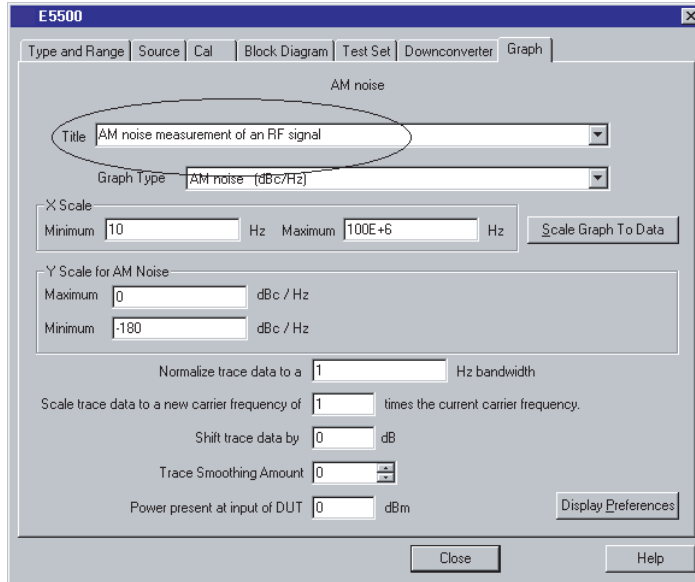 E5500
Type and Range Source Cal Block Diagram Test Set Downconverter Graph
AM noise
Title AM noise measurement of an RF signal
Graph Type AM noise (dBc/Hz)
X Scale
Minimum 10 Hz Maximum 100E+6 Hz Scale Graph To Data
Y Scale for AM Noise
Maximum 0 dBc / Hz
Minimum -180 dBc / Hz
Normalize trace data to a 1 Hz bandwidth
Scale trace data to a new carrier frequency of 1 times the current carrier frequency.
Shift trace data by 0 dB
Trace Smoothing Amount 0
Power present at input of DUT 0 dBm Display Preferences
Close Help